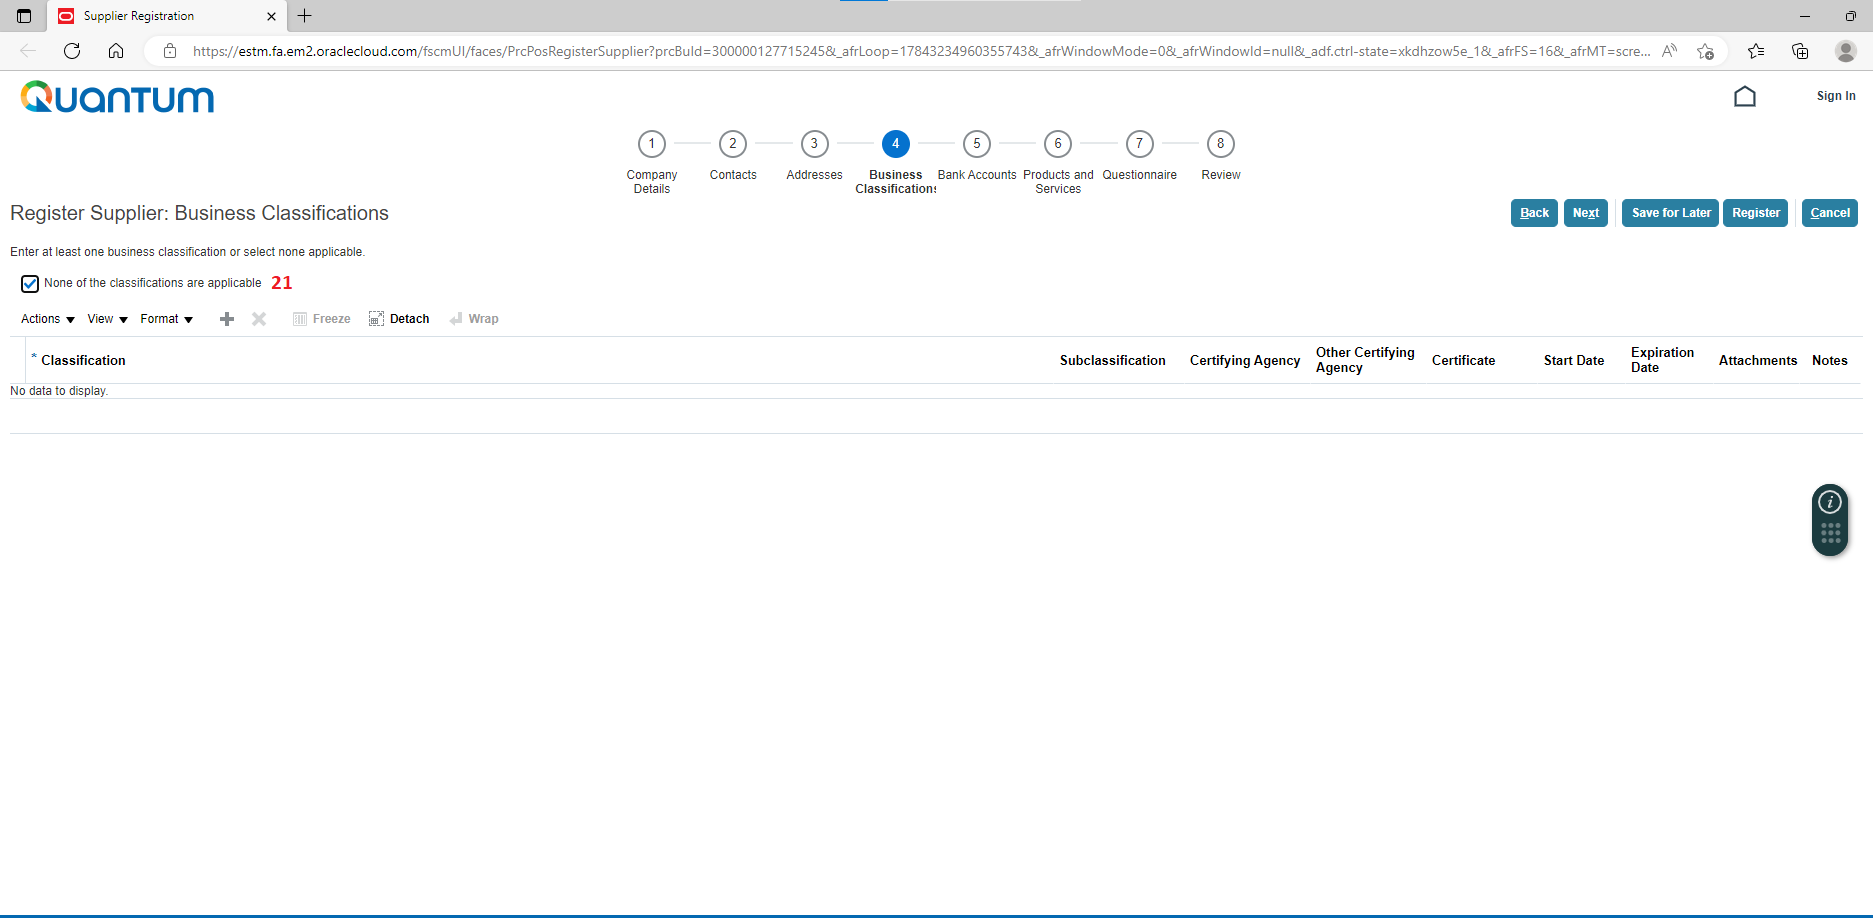 Supplier Registration
https://estm.fa.em2.oraclecloud.com/fscmUI/faces/PrcPosRegisterSupplier?prcBuId=300000127715245&_afrLoop=17843234960355743&_afrWindowMode=0&_afrWindowId=null&_adf.ctrl-state=xkdhzow5e_1&_afrFS=16&_afrMT=scre...
QUANTUM
Sign In
1 2 3 4 5 6 7 8
Company Details
Contacts
Addresses
Business Classifications
Bank Accounts
Products and Services
Questionnaire
Review
Register Supplier: Business Classifications
Back Next Save for Later Register Cancel
Enter at least one business classification or select none applicable.
None of the classifications are applicable 21
Actions View Format Freeze Detach Wrap
* Classification Subclassification Certifying Agency Other Certifying Agency Certificate Start Date Expiration Date Attachments Notes
No data to display.